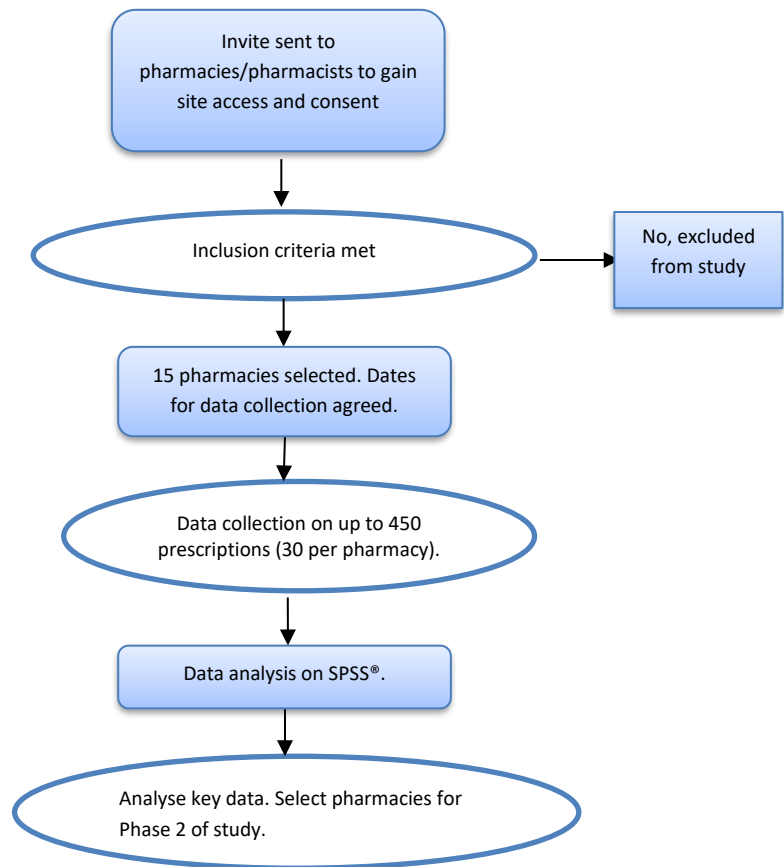 Invite sent to
pharmacies/pharmacists to gain
site access and consent
Inclusion criteria met
No, excluded
from study
15 pharmacies selected. Dates
for data collection agreed.
Data collection on up to 450
prescriptions (30 per pharmacy).
Data analysis on SPSS®.
Analyse key data. Select pharmacies for
Phase 2 of study.